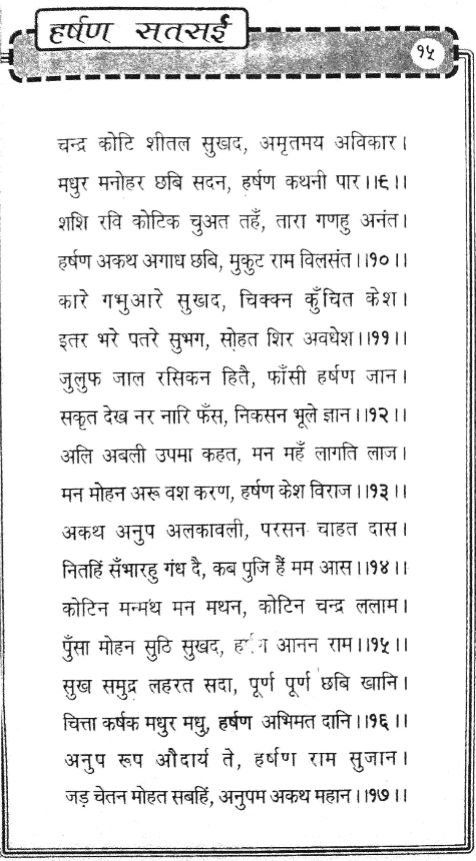 हर्षण सतसई
१५
चन्द्र कोटि शीतल सुखद, अमृतमय अविकार।
मधुर मनोहर छबि सदन, हर्षण कथनी पार।।९।।
शशि रवि कोटिक चुअत तहँ, तारा गणहु अनंत।
हर्षण अकथ अगाध छबि, मुकुट राम विलसंत।।१०।।
कारे गभुआरे सुखद, चिक्क्न कुँचित केश।
इतर भरे पतरे सुभग, सोहत शिर अवधेश।।११।।
जुलुफ जाल रसिकन हितै, फाँसी हर्षण जान।
सकृत देख नर नारि फँस, निकसन भूले ज्ञान।।१२।।
अलि अबली उपमा कहत, मन महँ लागति लाज।
मन मोहन अरू वश करण, हर्षण केश विराज।।१३।।
अकथ अनुप अलकावली, परसन चाहत दास।
नितहिं सँभारहु गंध दै, कब पुजि हैं मम आस।।१४।।
कोटिन मन्मथ मन मथन, कोटिन चन्द्र ललाम।
पुँसा मोहन सुठि सुखद, आनन राम।।१५।।
सुख समुद्र लहरत सदा, पूर्ण पूर्ण छबि खानि।
चित्ता कर्षक मधुर मधु, हर्षण अभिमत दानि।।१६।।
अनुप रूप औदार्य ते, हर्षण राम सुजान।
जड़ चेतन मोहत सबहिं, अनुपम अकथ महान।।१७।।